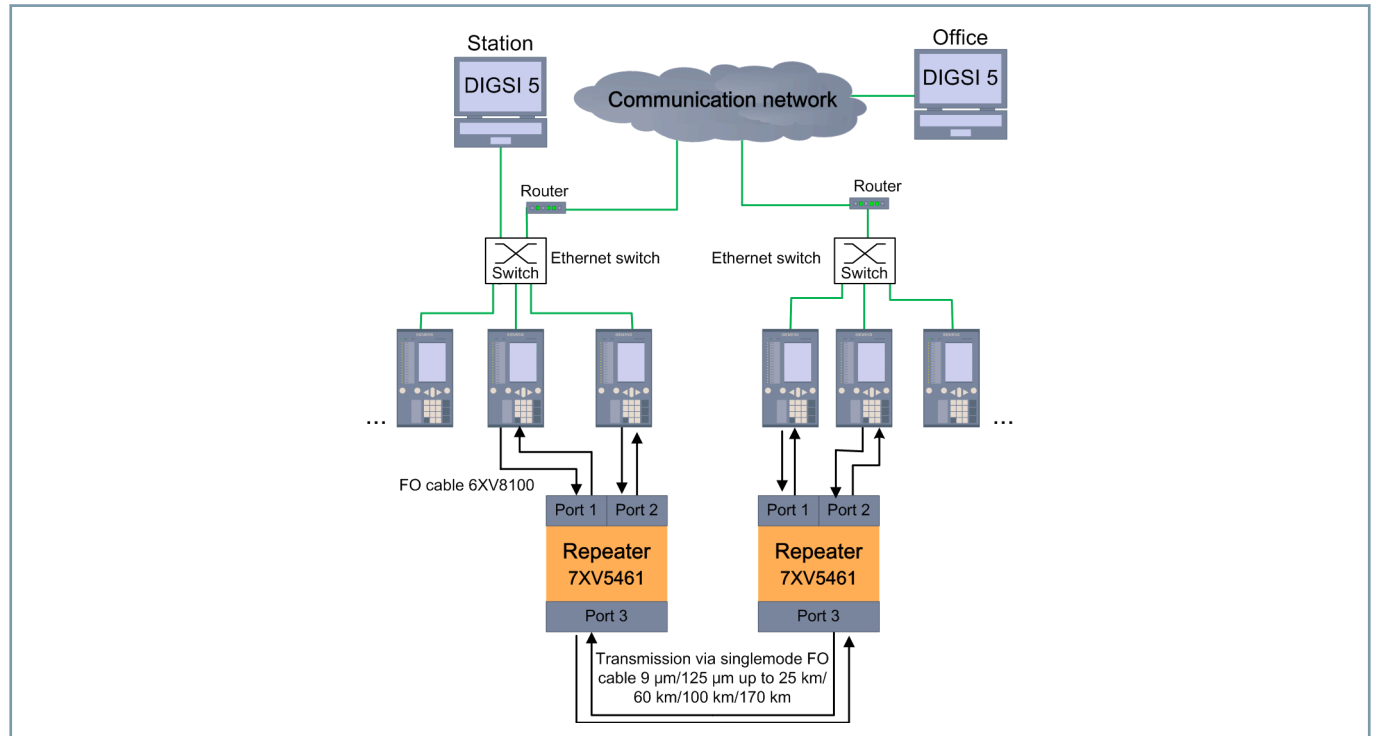 Station
Office
DIGSI 5
DIGSI 5
Communication network
Router
Router
Ethernet switch
Ethernet switch
Switch
Switch
...
...
FO cable 6XV8100
Port 1
Port 2
Port 1
Port 2
Repeater
7XV5461
Repeater
7XV5461
Port 3
Port 3
Transmission via singlemode FO
cable 9 µm/125 µm up to 25 km/
60 km/100 km/170 km